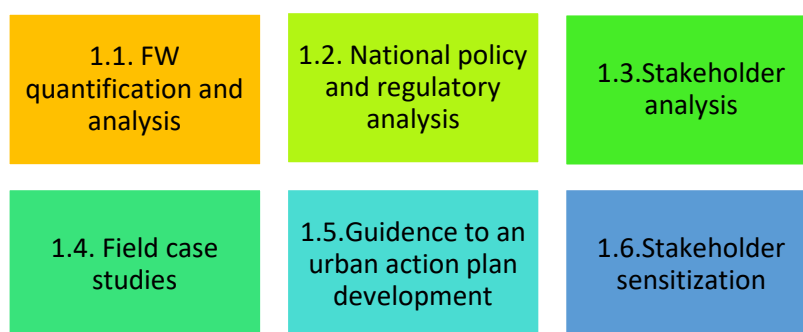 1.1. FW
quantification and
analysis
1.2. National policy
and regulatory
analysis
1.3.Stakeholder
analysis
1.4. Field case
studies
1.5.Guidence to an
urban action plan
development
1.6.Stakeholder
sensitization